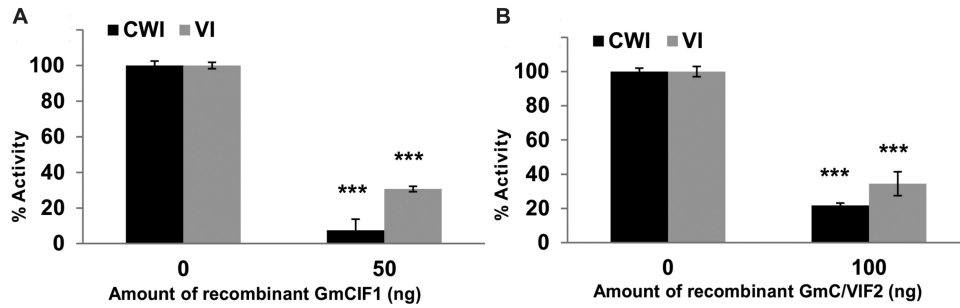 A
CWI VI
100
80
60
40
20
0
% Activity
***
***
0 50
Amount of recombinant GmCIF1 (ng)
B
CWI VI
100
80
60
40
20
0
% Activity
***
***
0 100
Amount of recombinant GmC/VIF2 (ng)